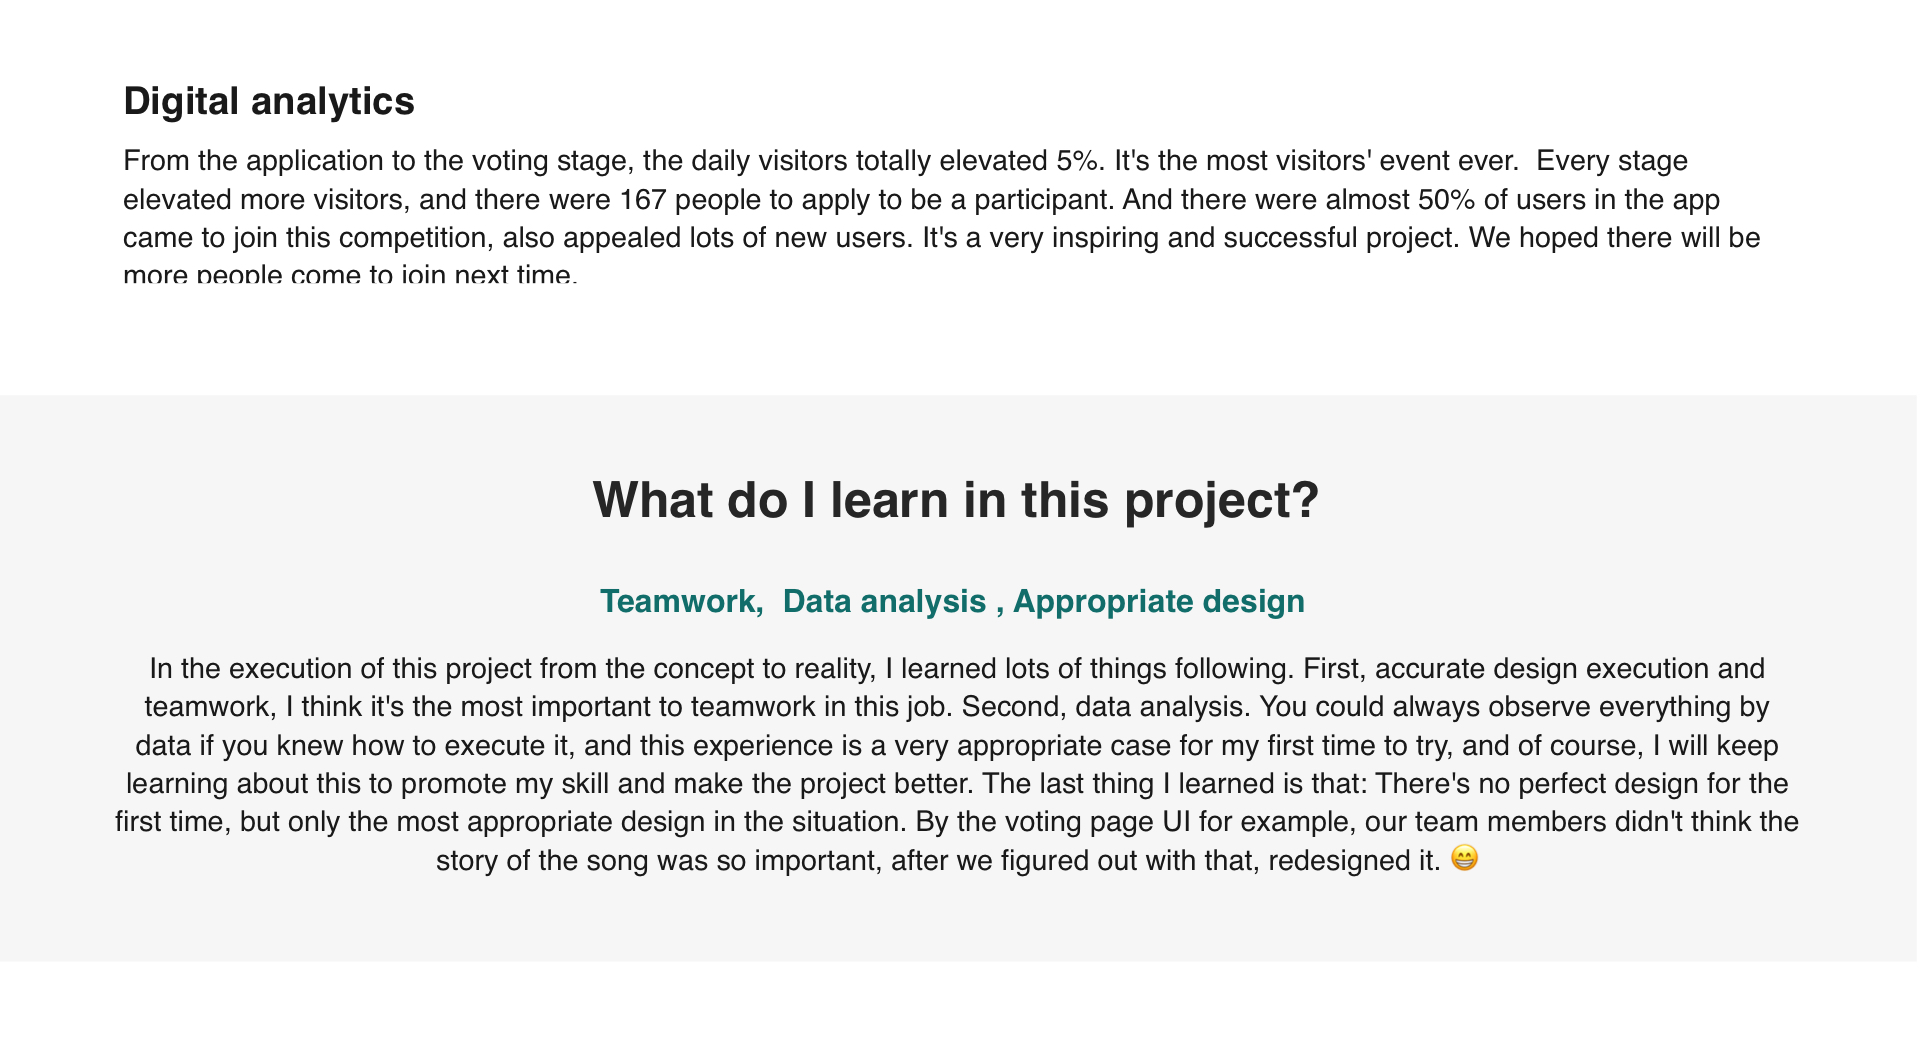 Digital analytics
From the application to the voting stage, the daily visitors totally elevated 5%. It's the most visitors' event ever.  Every stage
elevated more visitors, and there were 167 people to apply to be a participant. And there were almost 50% of users in the app
came to join this competition, also appealed lots of new users. It's a very inspiring and successful project. We hoped there will be
more people come to join next time.
What do I learn in this project?
Teamwork,  Data analysis , Appropriate design
In the execution of this project from the concept to reality, I learned lots of things following. First, accurate design execution and
teamwork, I think it's the most important to teamwork in this job. Second, data analysis. You could always observe everything by
data if you knew how to execute it, and this experience is a very appropriate case for my first time to try, and of course, I will keep
learning about this to promote my skill and make the project better. The last thing I learned is that: There's no perfect design for the
first time, but only the most appropriate design in the situation. By the voting page UI for example, our team members didn't think the
story of the song was so important, after we figured out with that, redesigned it. 😁